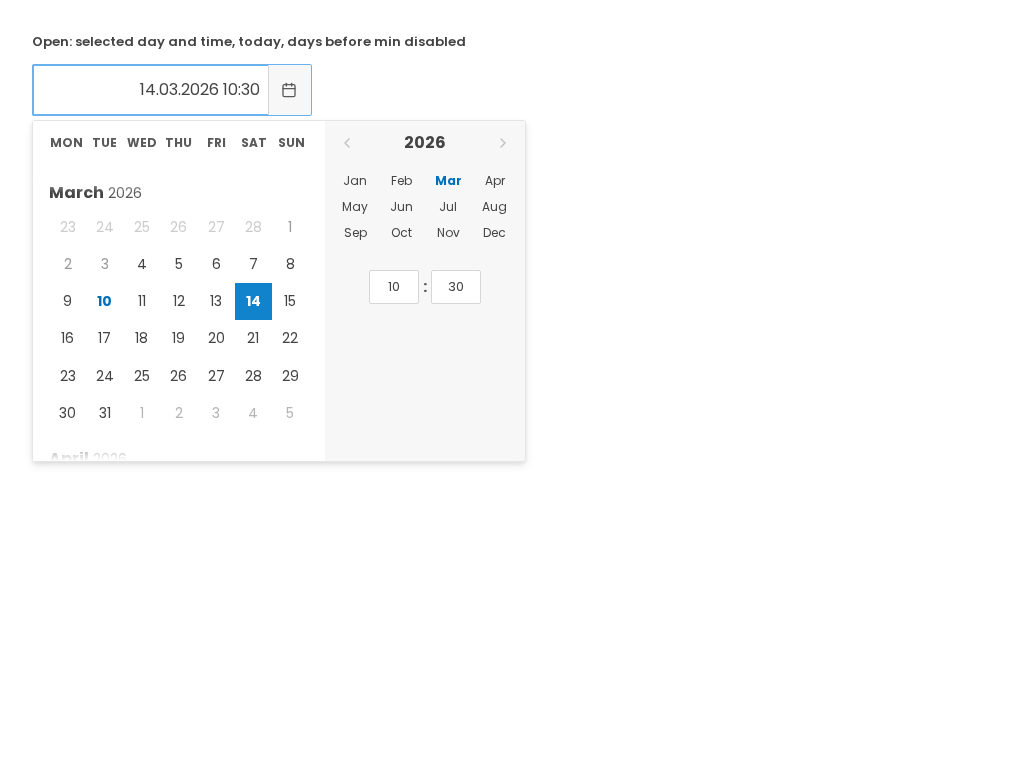 Open: selected day and time, today, days before min disabled
14.03.2026 10:30
MON TUE WED THU FRI SAT SUN
March 2026
23 24 25 26 27 28 1
2 3 4 5 6 7 8
9 10 11 12 13 14 15
16 17 18 19 20 21 22
23 24 25 26 27 28 29
30 31 1 2 3 4 5
April 2026
2026
Jan Feb Mar Apr
May Jun Jul Aug
Sep Oct Nov Dec
10 : 30